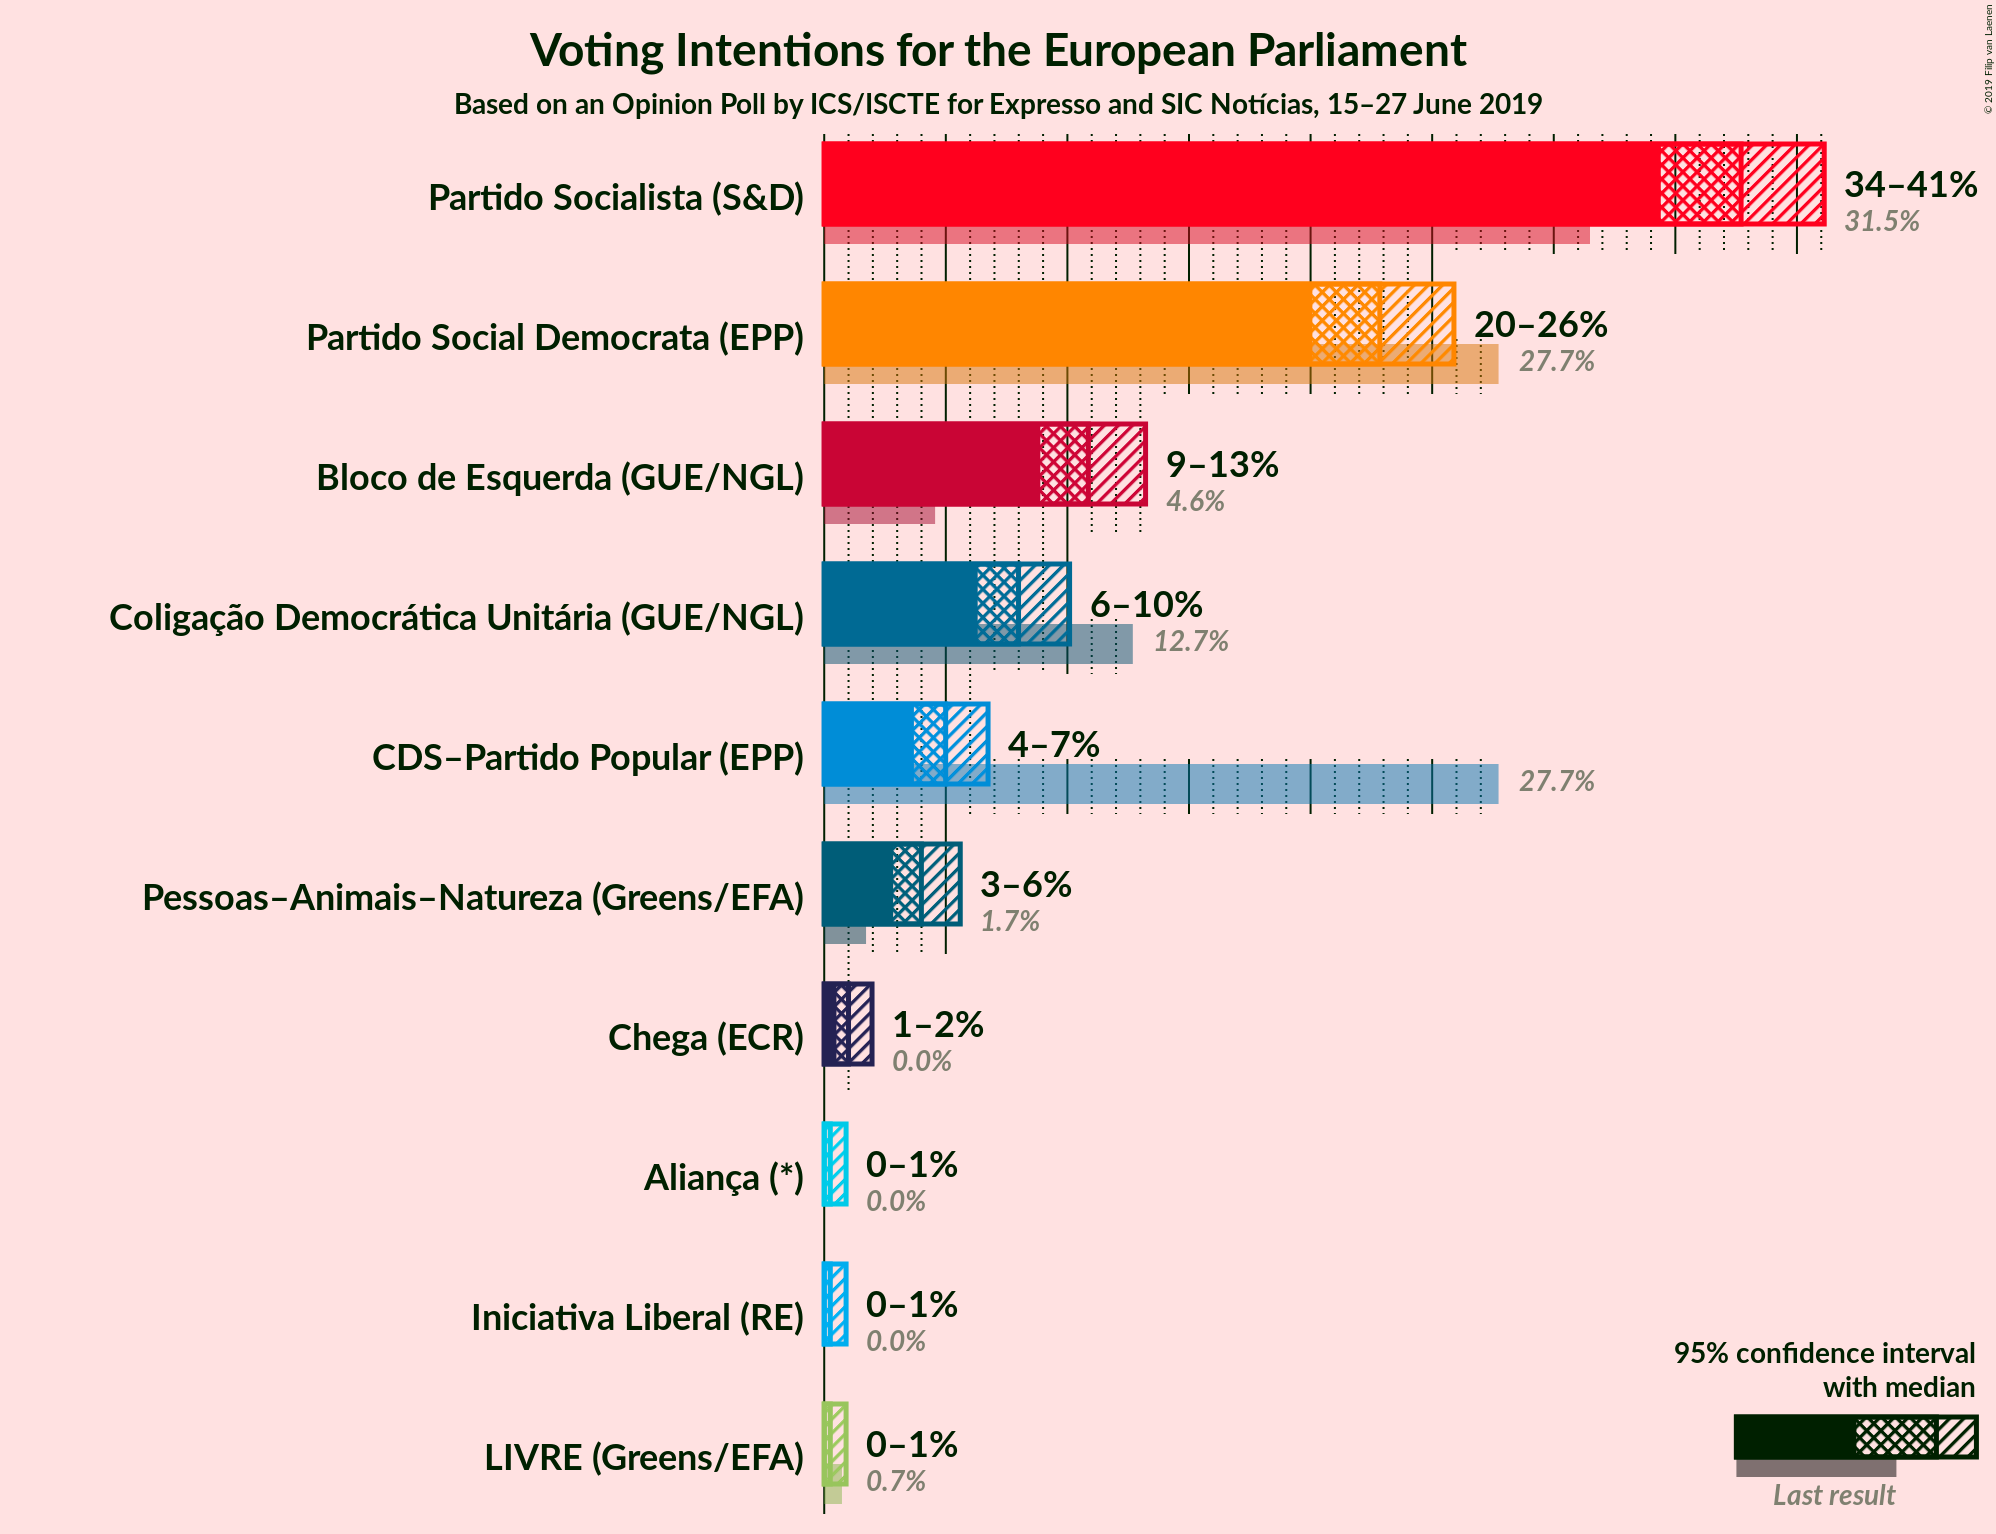 Voting Intentions for the European Parliament
Based on an Opinion Poll by ICS/ISCTE for Expresso and SIC Notícias, 15–27 June 2019
© 2019 Filip van Laenen
Partido Socialista (S&D)
34–41%
31.5%
Partido Social Democrata (EPP)
20–26%
27.7%
Bloco de Esquerda (GUE/NGL)
9–13%
4.6%
Coligação Democrática Unitária (GUE/NGL)
6–10%
12.7%
CDS–Partido Popular (EPP)
4–7%
27.7%
Pessoas–Animais–Natureza (Greens/EFA)
3–6%
1.7%
Chega (ECR)
1–2%
0.0%
Aliança (*)
0–1%
0.0%
Iniciativa Liberal (RE)
0–1%
0.0%
LIVRE (Greens/EFA)
0–1%
0.7%
95% confidence interval
with median
Last result